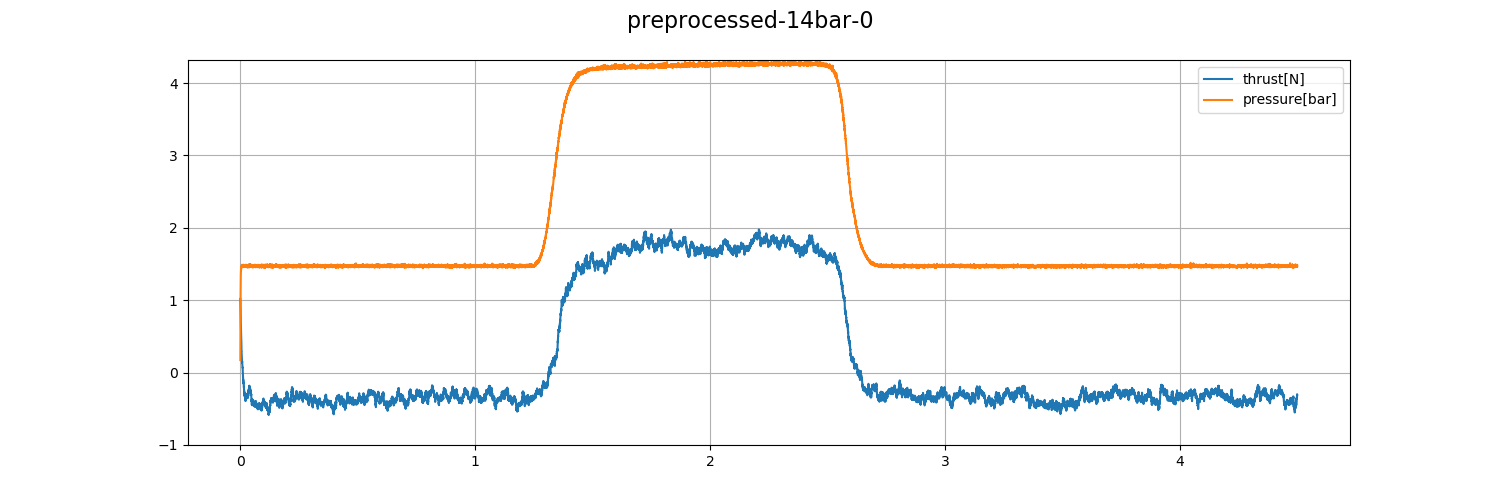 preprocessed-14bar-0
thrust[N]
pressure[bar]
4
3
2
1
0
−1
0 1 2 3 4